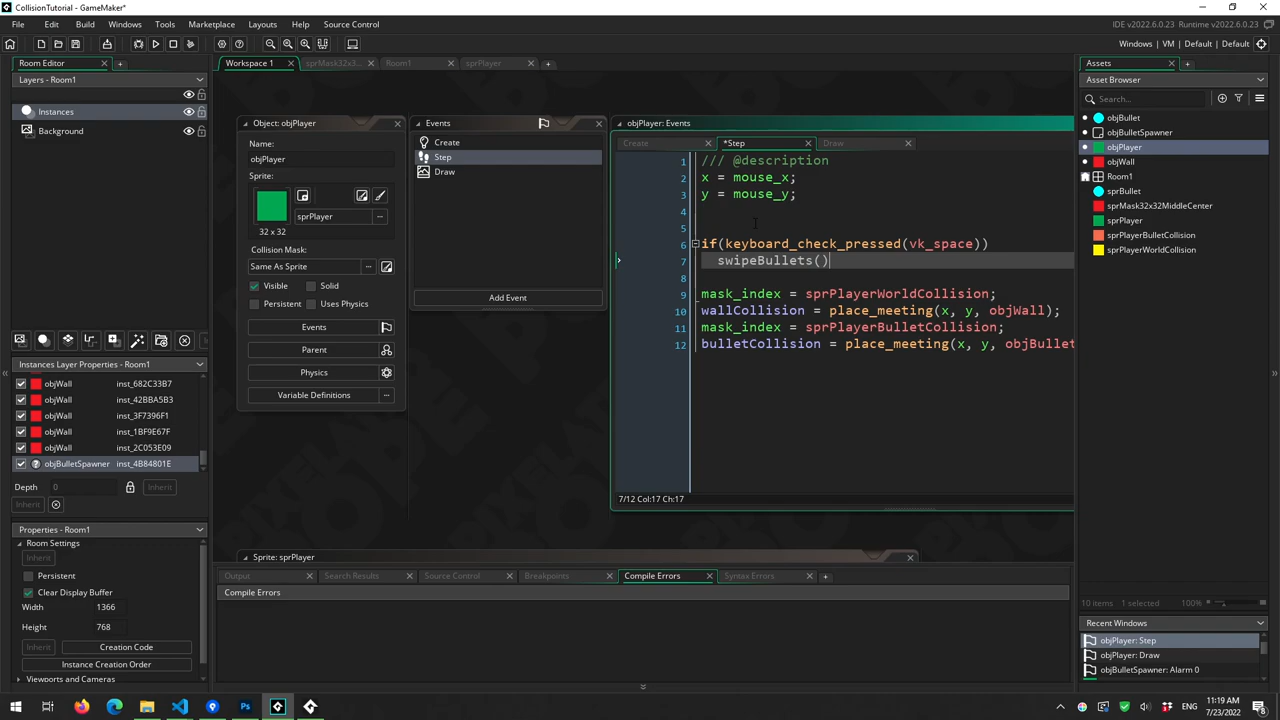 CollisionTutorial - GameMaker*
File Edit Build Windows Tools Marketplace Layouts Help Source Control
IDE v2022.6.0.23 Runtime v2022.6.0.23
Windows | VM | Default | Default
Room Editor
Workspace 1
sprMask32x3...
Room1
sprPlayer
Assets
Layers - Room1
Asset Browser
Search...
Instances
Background
Object: objPlayer
Name:
objPlayer
Sprite:
sprPlayer
32 x 32
Collision Mask:
Same As Sprite
Visible
Solid
Persistent
Uses Physics
Events
Parent
Physics
Variable Definitions
Events
Create
Step
Draw
Add Event
objPlayer: Events
Create
*Step
Draw
1 /// @description
2 x = mouse_x;
3 y = mouse_y;
4
5
6 if(keyboard_check_pressed(vk_space))
7 swipeBullets()
8
9 mask_index = sprPlayerWorldCollision;
10 wallCollision = place_meeting(x, y, objWall);
11 mask_index = sprPlayerBulletCollision;
12 bulletCollision = place_meeting(x, y, objBullet
7/12 Col:17 Ch:17
objBullet
objBulletSpawner
objPlayer
objWall
Room1
sprBullet
sprMask32x32MiddleCenter
sprPlayer
sprPlayerBulletCollision
sprPlayerWorldCollision
10 items 1 selected 100%
Recent Windows
objPlayer: Step
objPlayer: Draw
objBulletSpawner: Alarm 0
Instances Layer Properties - Room1
objWall inst_682C33B7
objWall inst_42BBA5B3
objWall inst_3F7396F1
objWall inst_1BF9E67F
objWall inst_2C053E09
objBulletSpawner inst_4B84801E
Depth 0 Inherit
Inherit
Properties - Room1
Room Settings
Inherit
Persistent
Clear Display Buffer
Width 1366
Height 768
Inherit Creation Code
Instance Creation Order
Viewports and Cameras
Sprite: sprPlayer
Output
Search Results
Source Control
Breakpoints
Compile Errors
Syntax Errors
Compile Errors
ENG
11:19 AM
7/23/2022
8